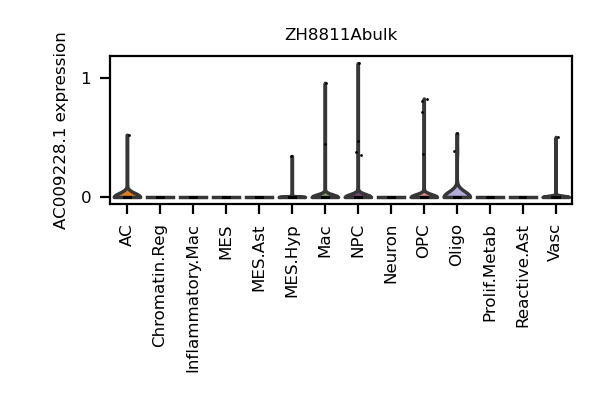 ZH8811Abulk
AC009228.1 expression
1
0
AC
Chromatin.Reg
Inflammatory.Mac
MES
MES.Ast
MES.Hyp
Mac
NPC
Neuron
OPC
Oligo
Prolif.Metab
Reactive.Ast
Vasc